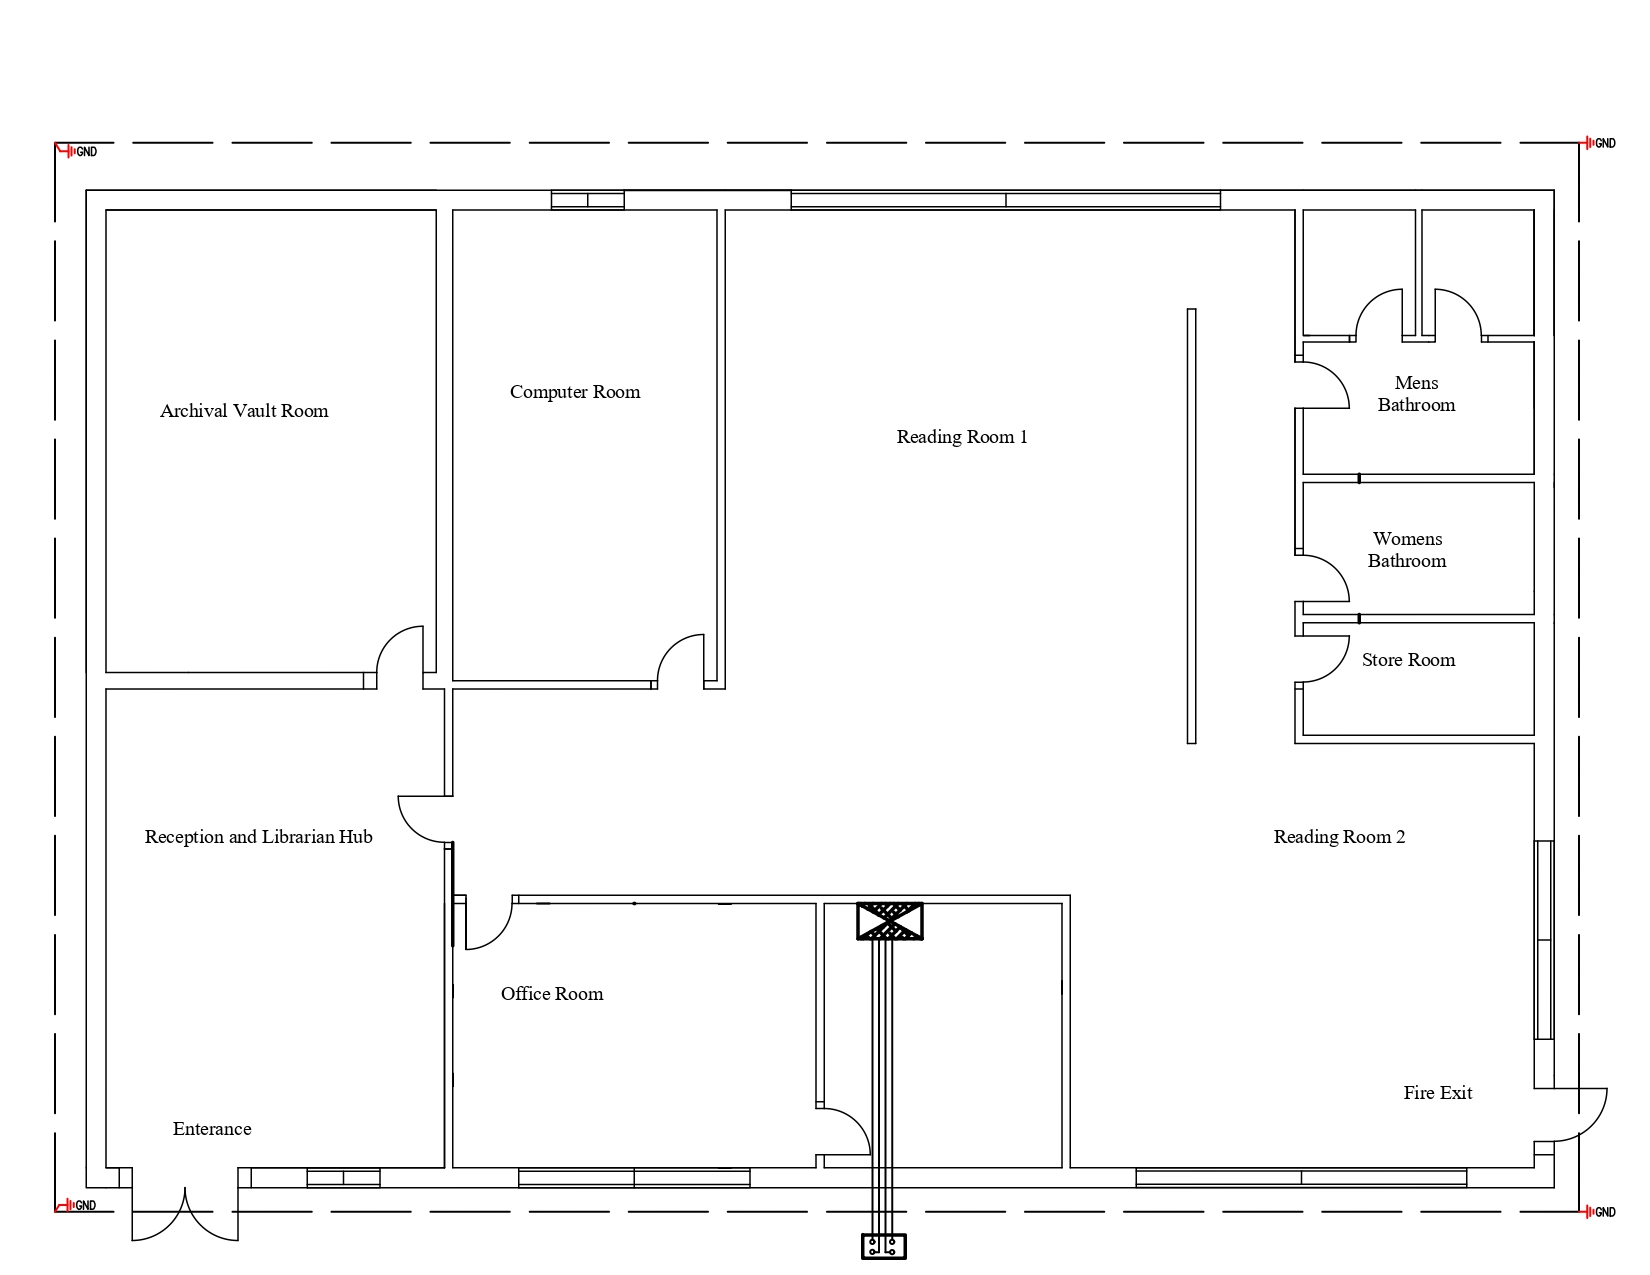 GND
GND
Mens
Bathroom
Computer Room
Archival Vault Room
Reading Room 1
Womens
Bathroom
Store Room
Reception and Librarian Hub
Reading Room 2
Office Room
Fire Exit
Enterance
GND
GND